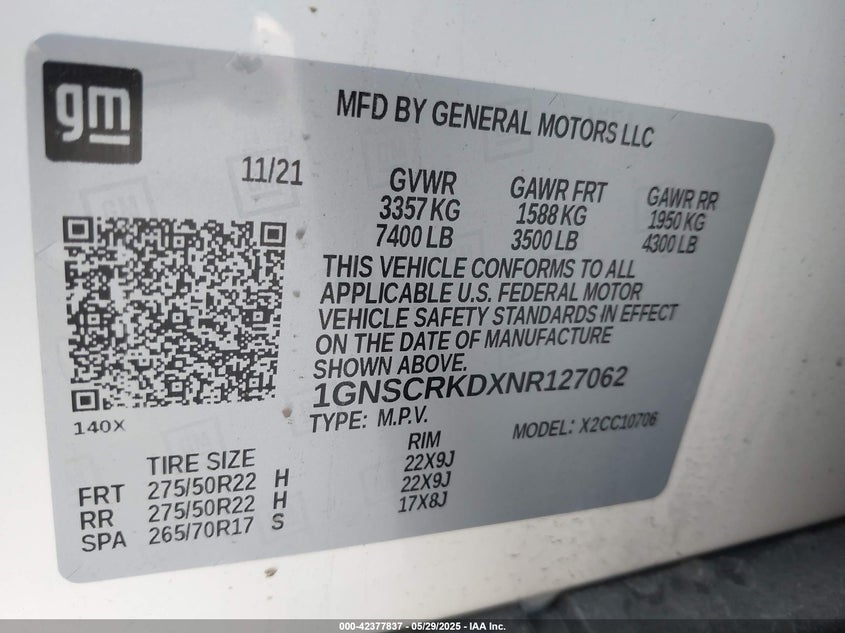 gm
MFD BY GENERAL MOTORS LLC
11/21
GVWR GAWR FRT GAWR RR
3357 KG 1588 KG 1950 KG
7400 LB 3500 LB 4300 LB
THIS VEHICLE CONFORMS TO ALL
APPLICABLE U.S. FEDERAL MOTOR
VEHICLE SAFETY STANDARDS IN EFFECT
ON THE DATE OF MANUFACTURE
SHOWN ABOVE.
1GNSCRKDXNR127062
140X
TYPE: M.P.V. MODEL: X2CC10706
TIRE SIZE RIM
FRT 275/50R22 H 22X9J
RR 275/50R22 H 22X9J
SPA 265/70R17 S 17X8J
000-42377837 - 05/29/2025 - IAA Inc.